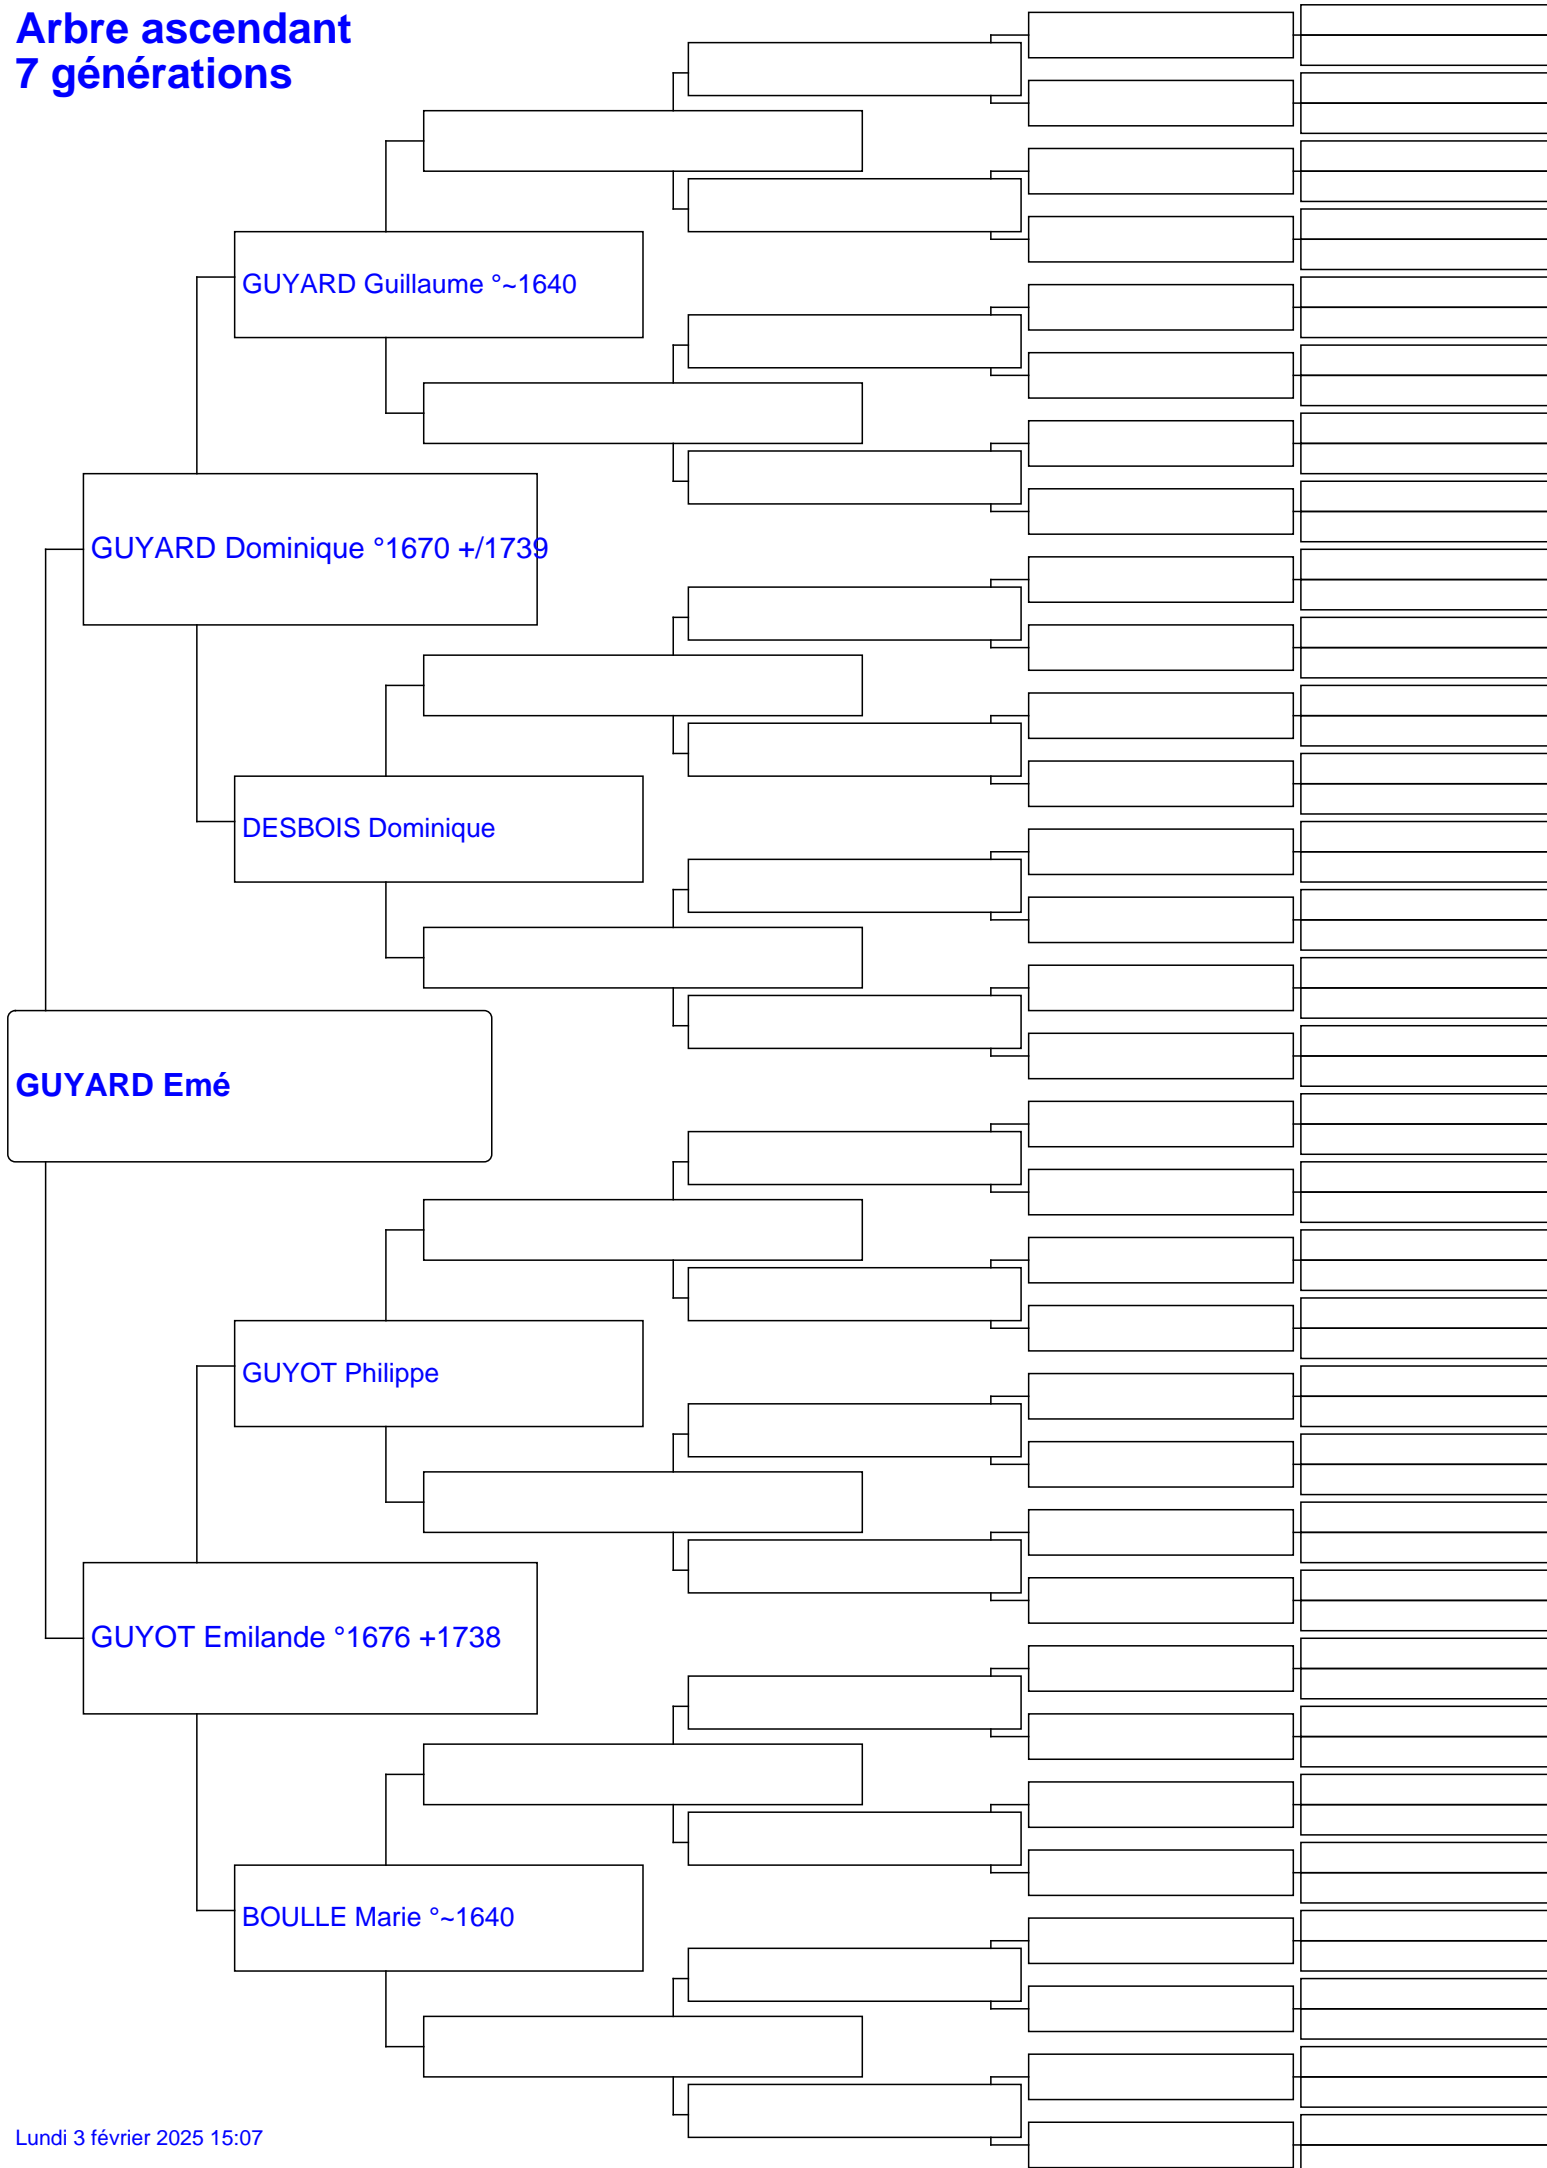 Arbre ascendant
7 générations
GUYARD Guillaume °~1640
GUYARD Dominique °1670 +/1739
DESBOIS Dominique
GUYARD Emé
GUYOT Philippe
GUYOT Emilande °1676 +1738
BOULLE Marie °~1640
Lundi 3 février 2025 15:07